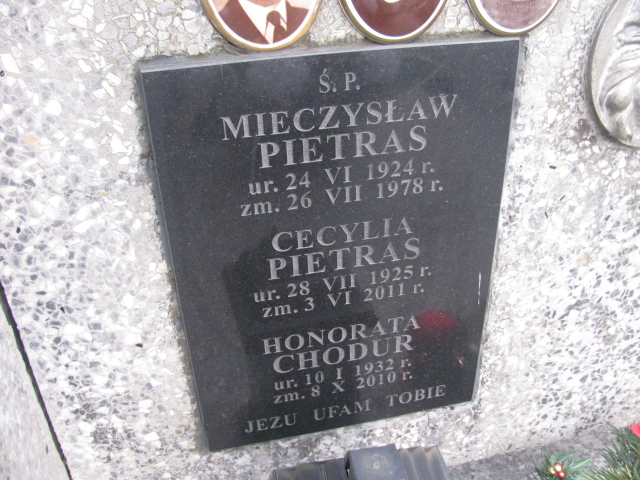 Ś. P.
MIECZYSŁAW
PIETRAS
ur. 24 VI 1924 r.
zm. 26 VII 1978 r.
CECYLIA
PIETRAS
ur. 28 VII 1925 r.
zm. 3 VI 2011 r.
HONORATA
CHODUR
ur. 10 I 1932 r.
zm. 8 X 2010 r.
JEZU UFAM TOBIE